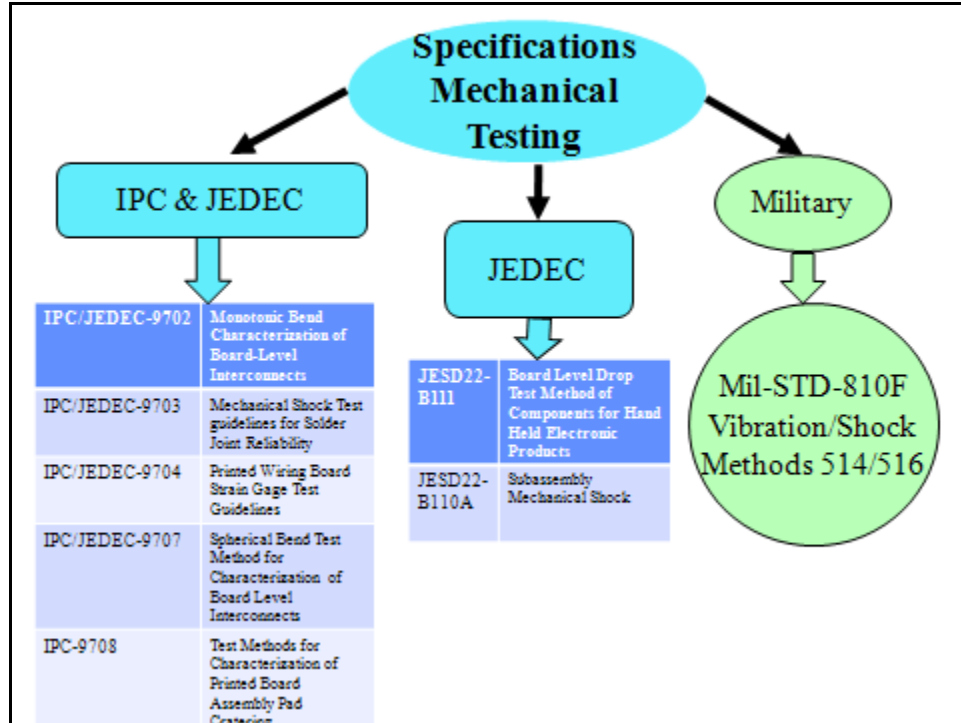 Specifications
Mechanical
Testing
IPC & JEDEC
JEDEC
Military
IPC/JEDEC-9702
Monotonic Bend
Characterization of
Board-Level
Interconnects
IPC/JEDEC-9703
Mechanical Shock Test
guidelines for Solder
Joint Reliability
IPC/JEDEC-9704
Printed Wiring Board
Strain Gage Test
Guidelines
IPC/JEDEC-9707
Spherical Bend Test
Method for
Characterization of
Board Level
Interconnects
IPC-9708
Test Methods for
Characterization of
Printed Board
Assembly Pad
Cratering
JESD22-
B111
Board Level Drop
Test Method of
Components for Hand
Held Electronic
Products
JESD22-
B110A
Subassembly
Mechanical Shock
Mil-STD-810F
Vibration/Shock
Methods 514/516